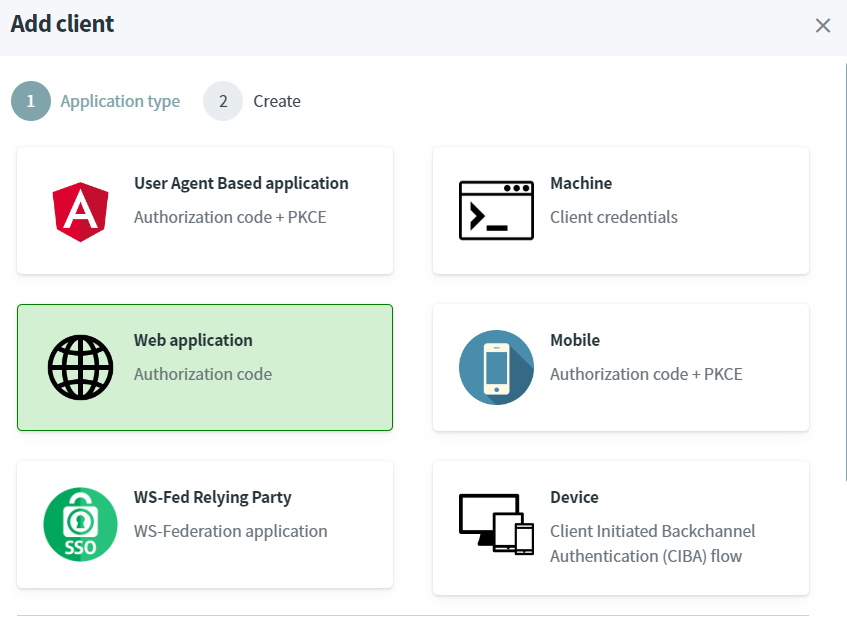 Add client
1 Application type 2 Create
User Agent Based application
Authorization code + PKCE
Machine
Client credentials
Web application
Authorization code
Mobile
Authorization code + PKCE
SSO
WS-Fed Relying Party
WS-Federation application
Device
Client Initiated Backchannel
Authentication (CIBA) flow